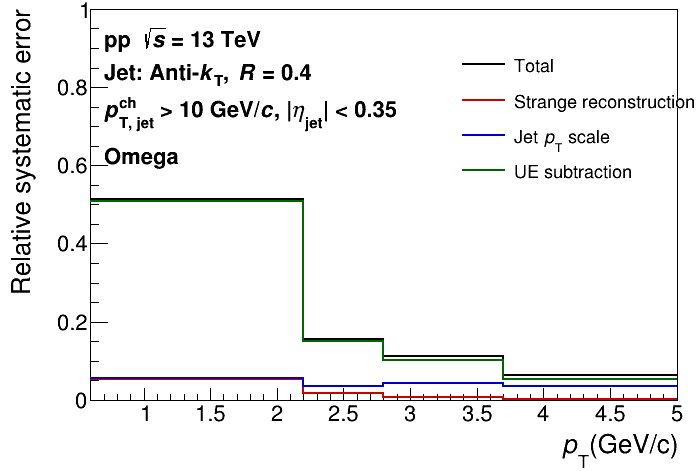 Relative systematic error
1
0.8
0.6
0.4
0.2
0
pp √s = 13 TeV
Jet: Anti-kT, R = 0.4
p ch T, jet > 10 GeV/c, |ηjet| < 0.35
Omega
Total
Strange reconstruction
Jet pT scale
UE subtraction
1 1.5 2 2.5 3 3.5 4 4.5 5
pT(GeV/c)